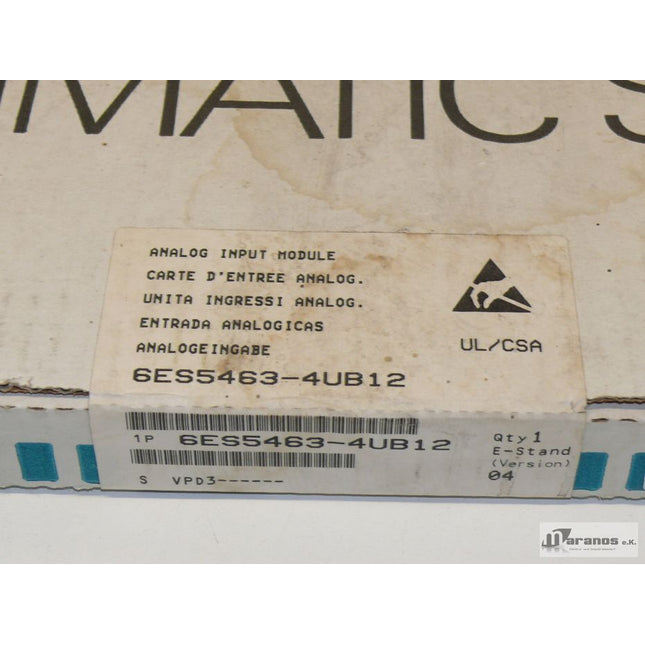 IMATIC S
ANALOG INPUT MODULE
CARTE D'ENTREE ANALOG.
UNITA INGRESSI ANALOG.
ENTRADA ANALOGICAS
ANALOGEINGABE
6ES5463-4UB12
UL/CSA
1P 6ES5463-4UB12
S VPD3------
Qty 1
E-Stand
(Version)
04
Maranos e.K.